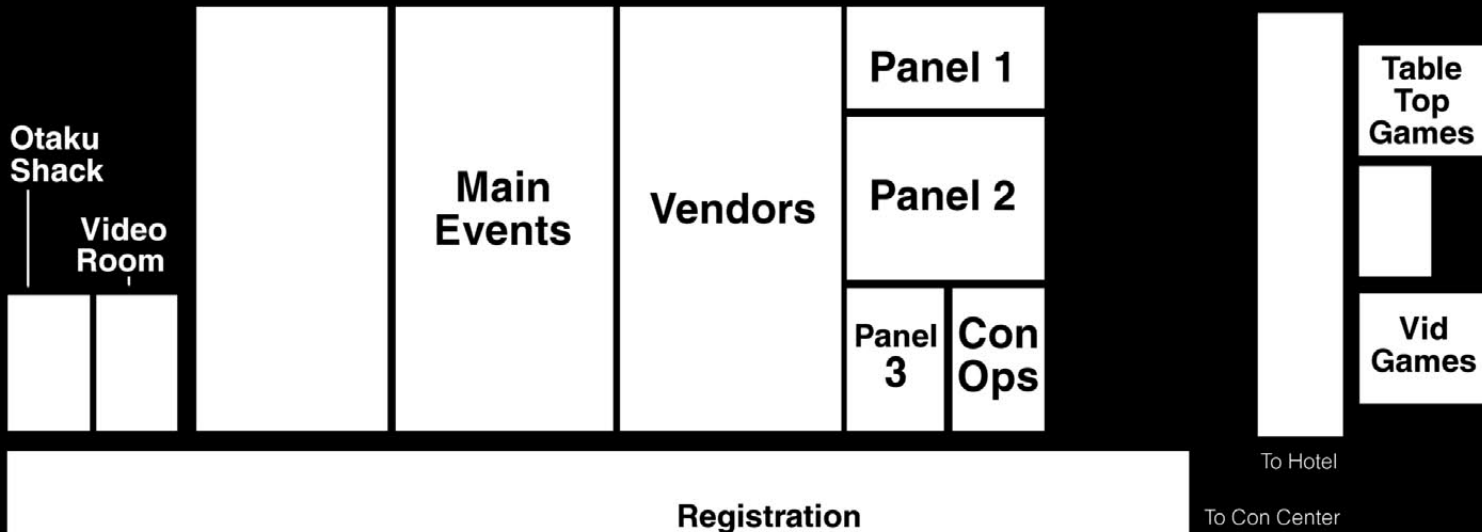 Otaku
Shack
Video
Room
Main
Events
Vendors
Panel 1
Panel 2
Panel
3
Con
Ops
Table
Top
Games
Vid
Games
To Hotel
Registration
To Con Center